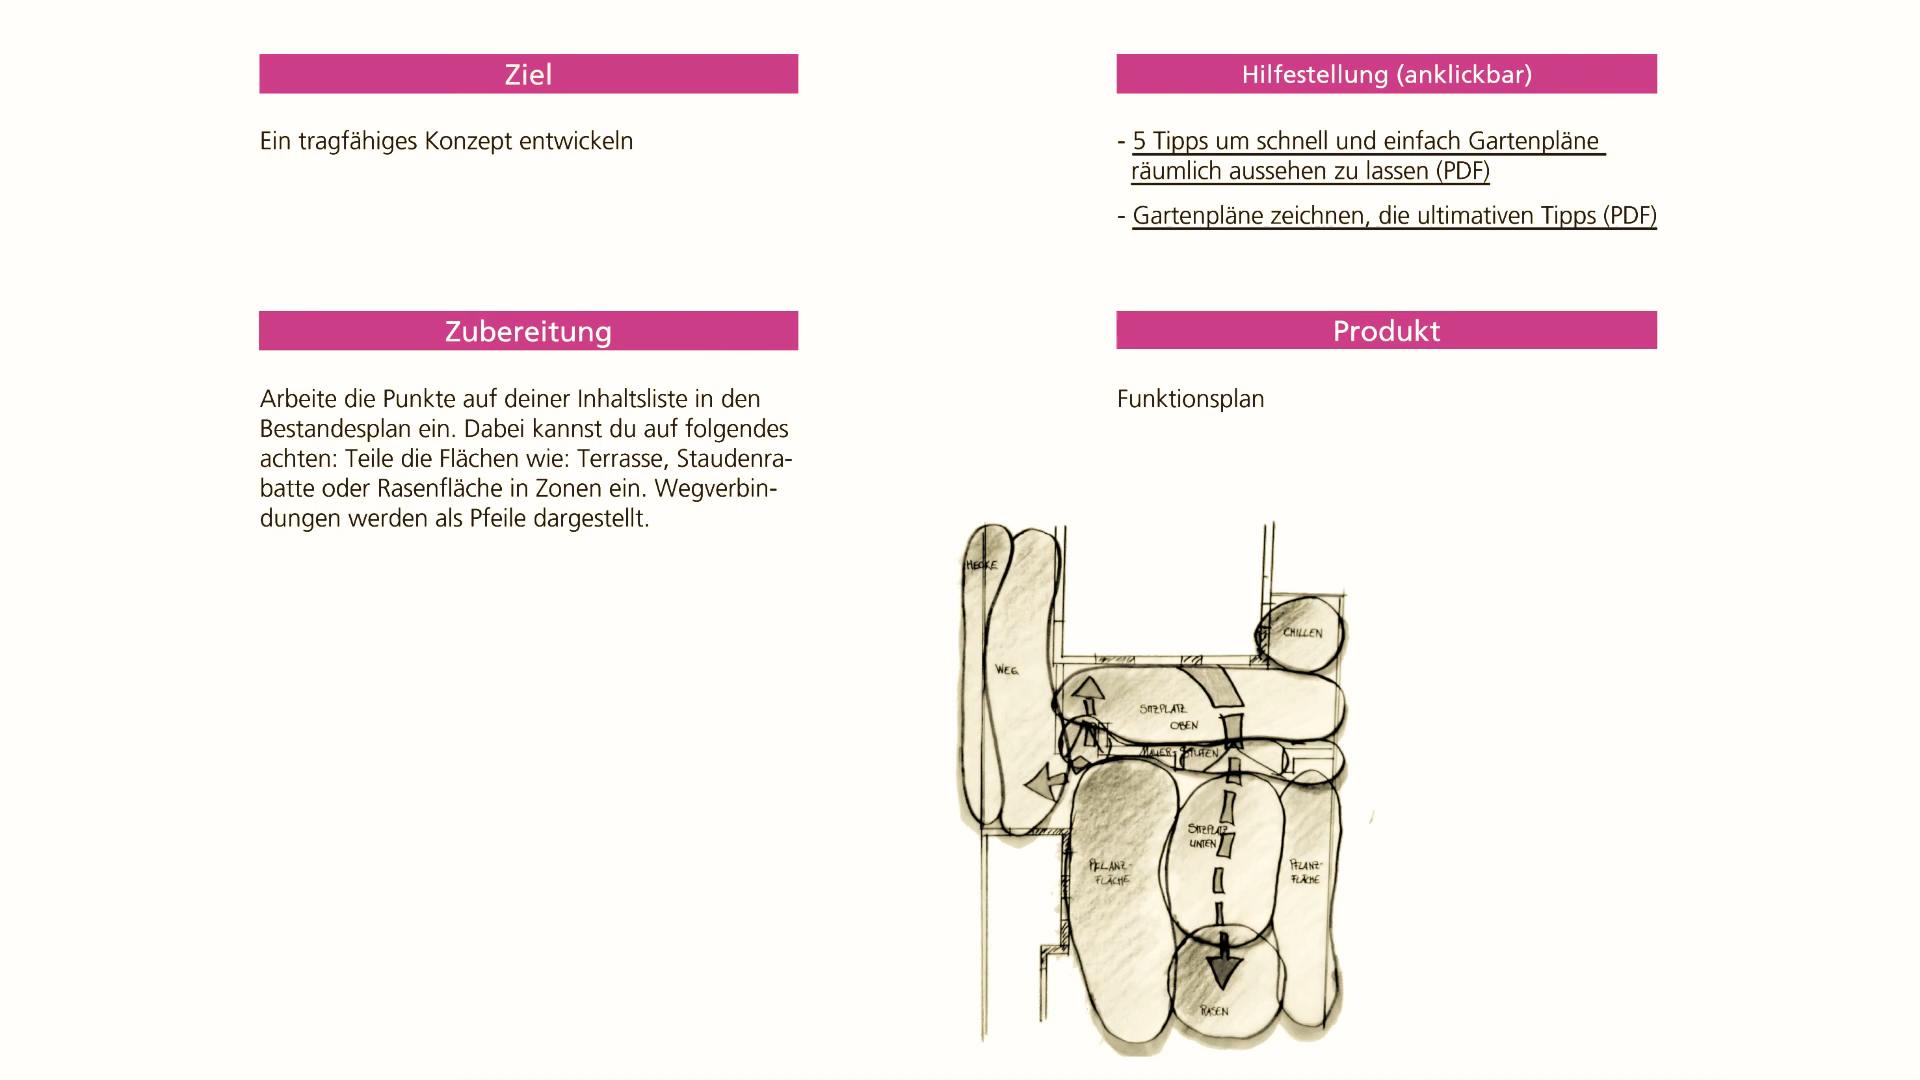 Ziel
Ein tragfähiges Konzept entwickeln
Hilfestellung (anklickbar)
- 5 Tipps um schnell und einfach Gartenpläne
räumlich aussehen zu lassen (PDF)
- Gartenpläne zeichnen, die ultimativen Tipps (PDF)
Zubereitung
Arbeite die Punkte auf deiner Inhaltsliste in den
Bestandesplan ein. Dabei kannst du auf folgendes
achten: Teile die Flächen wie: Terrasse, Staudenra-
batte oder Rasenfläche in Zonen ein. Wegverbin-
dungen werden als Pfeile dargestellt.
Produkt
Funktionsplan
HECKE
CHILLEN
WEG
SITZPLATZ
OBEN
MAUER-STUFEN
SITZPLATZ
UNTEN
PFLANZ-
FLÄCHE
PFLANZ-
FLÄCHE
RASEN